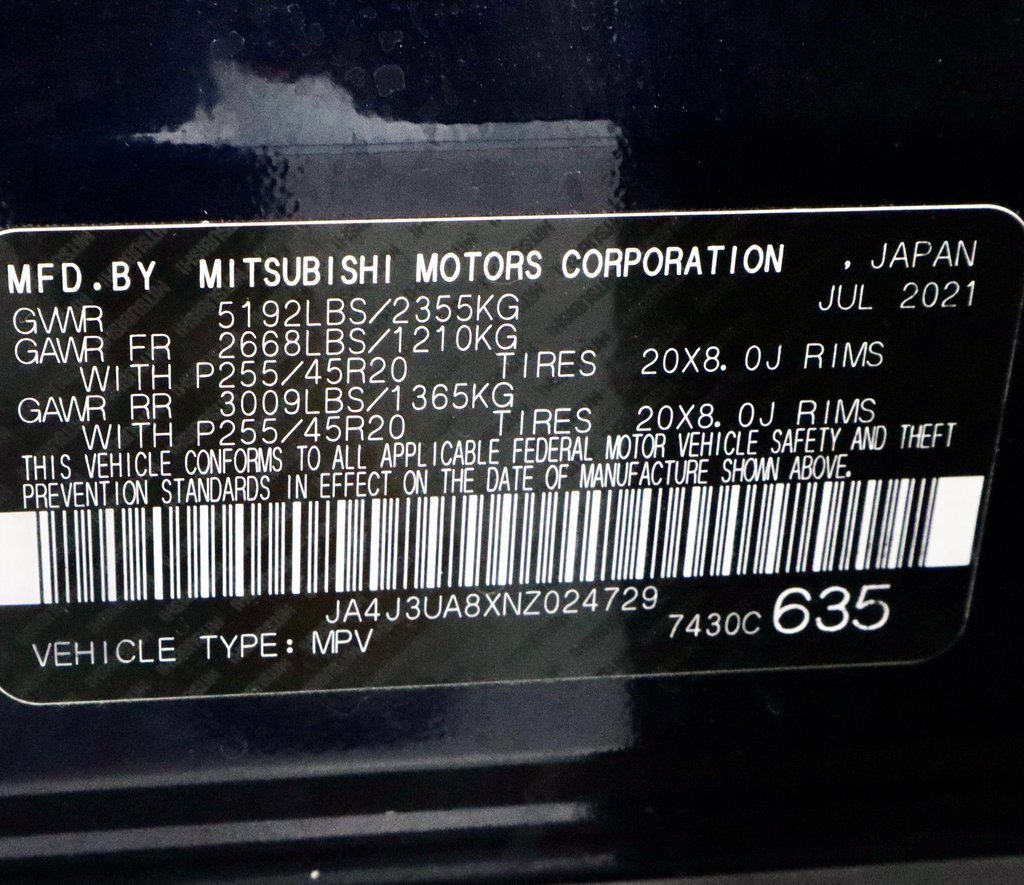 MFD.BY MITSUBISHI MOTORS CORPORATION , JAPAN
JUL 2021
GVWR 5192LBS/2355KG
GAWR FR 2668LBS/1210KG
WITH P255/45R20 TIRES 20X8.0J RIMS
GAWR RR 3009LBS/1365KG
WITH P255/45R20 TIRES 20X8.0J RIMS
THIS VEHICLE CONFORMS TO ALL APPLICABLE FEDERAL MOTOR VEHICLE SAFETY AND THEFT
PREVENTION STANDARDS IN EFFECT ON THE DATE OF MANUFACTURE SHOWN ABOVE.
JA4J3UA8XNZ024729
7430C 635
VEHICLE TYPE: MPV